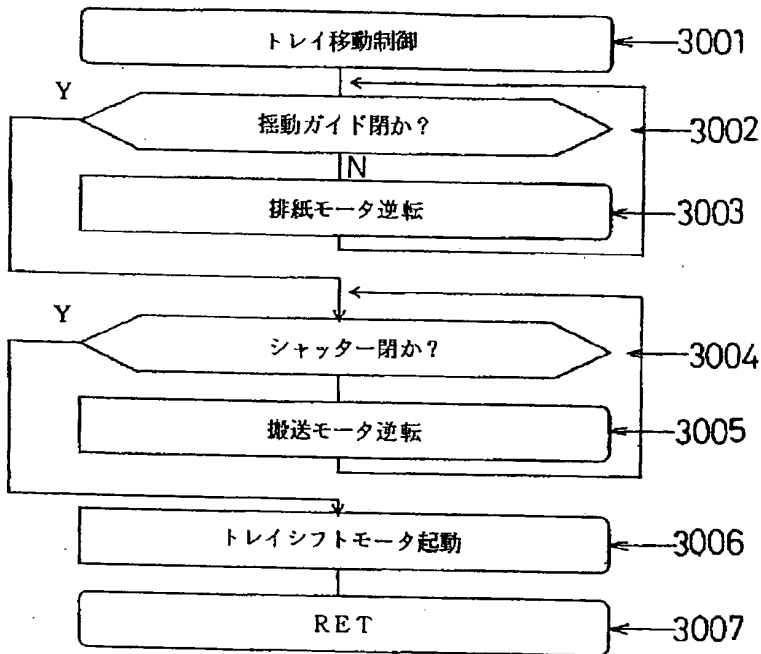 トレイ移動制御 3001
Y
揺動ガイド閉か? 3002
N
排紙モータ逆転 3003
Y
シャッター閉か? 3004
搬送モータ逆転 3005
トレイシフトモータ起動 3006
RET 3007